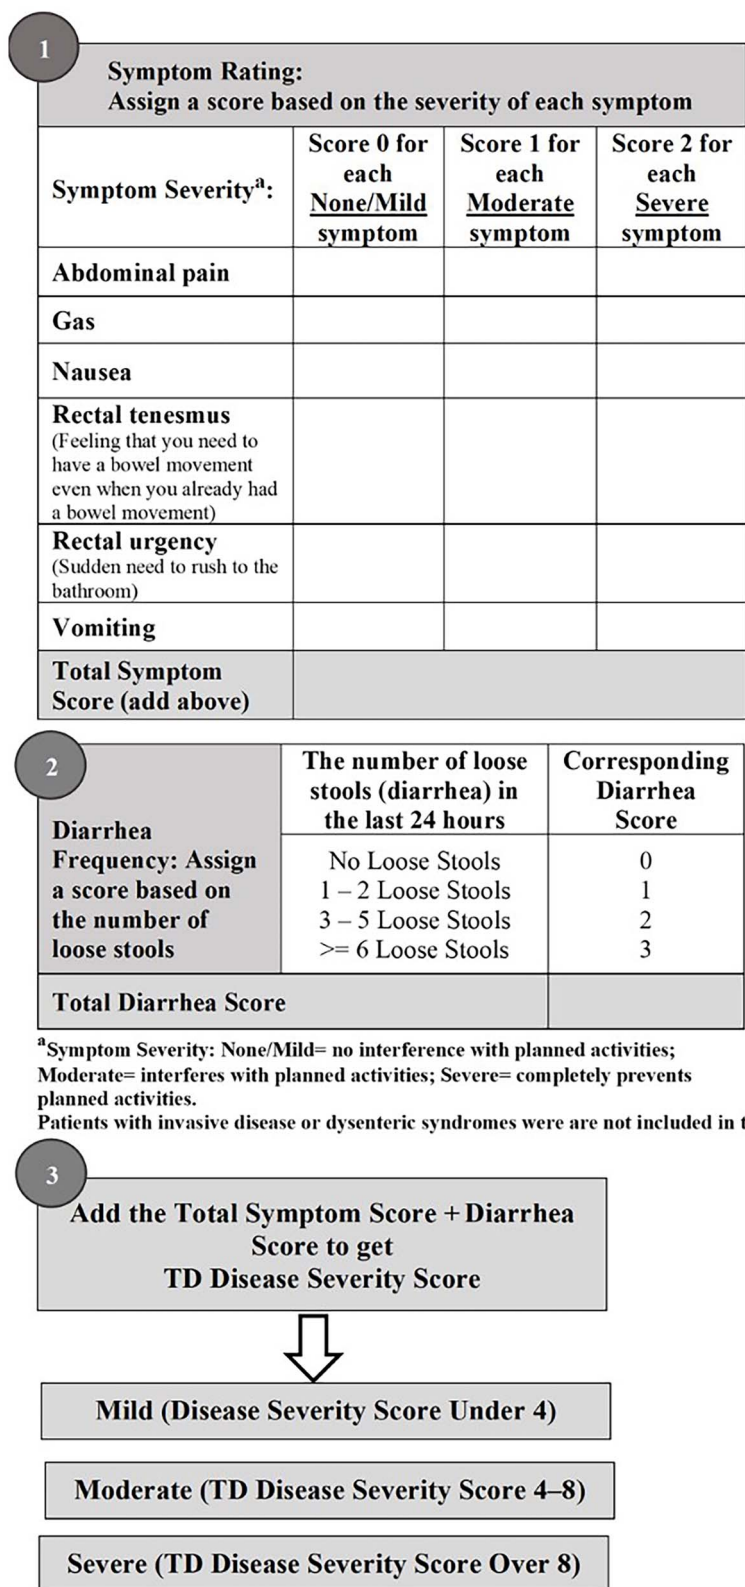 1
Symptom Rating:
Assign a score based on the severity of each symptom
Symptom Severityᵃ:
Score 0 for
each
None/Mild
symptom
Score 1 for
each
Moderate
symptom
Score 2 for
each
Severe
symptom
Abdominal pain
Gas
Nausea
Rectal tenesmus
(Feeling that you need to
have a bowel movement
even when you already had
a bowel movement)
Rectal urgency
(Sudden need to rush to the
bathroom)
Vomiting
Total Symptom
Score (add above)
2
Diarrhea
Frequency: Assign
a score based on
the number of
loose stools
The number of loose
stools (diarrhea) in
the last 24 hours
Corresponding
Diarrhea
Score
No Loose Stools 0
1 – 2 Loose Stools 1
3 – 5 Loose Stools 2
>= 6 Loose Stools 3
Total Diarrhea Score
ᵃSymptom Severity: None/Mild= no interference with planned activities;
Moderate= interferes with planned activities; Severe= completely prevents
planned activities.
Patients with invasive disease or dysenteric syndromes were are not included in t
3
Add the Total Symptom Score + Diarrhea
Score to get
TD Disease Severity Score
Mild (Disease Severity Score Under 4)
Moderate (TD Disease Severity Score 4–8)
Severe (TD Disease Severity Score Over 8)